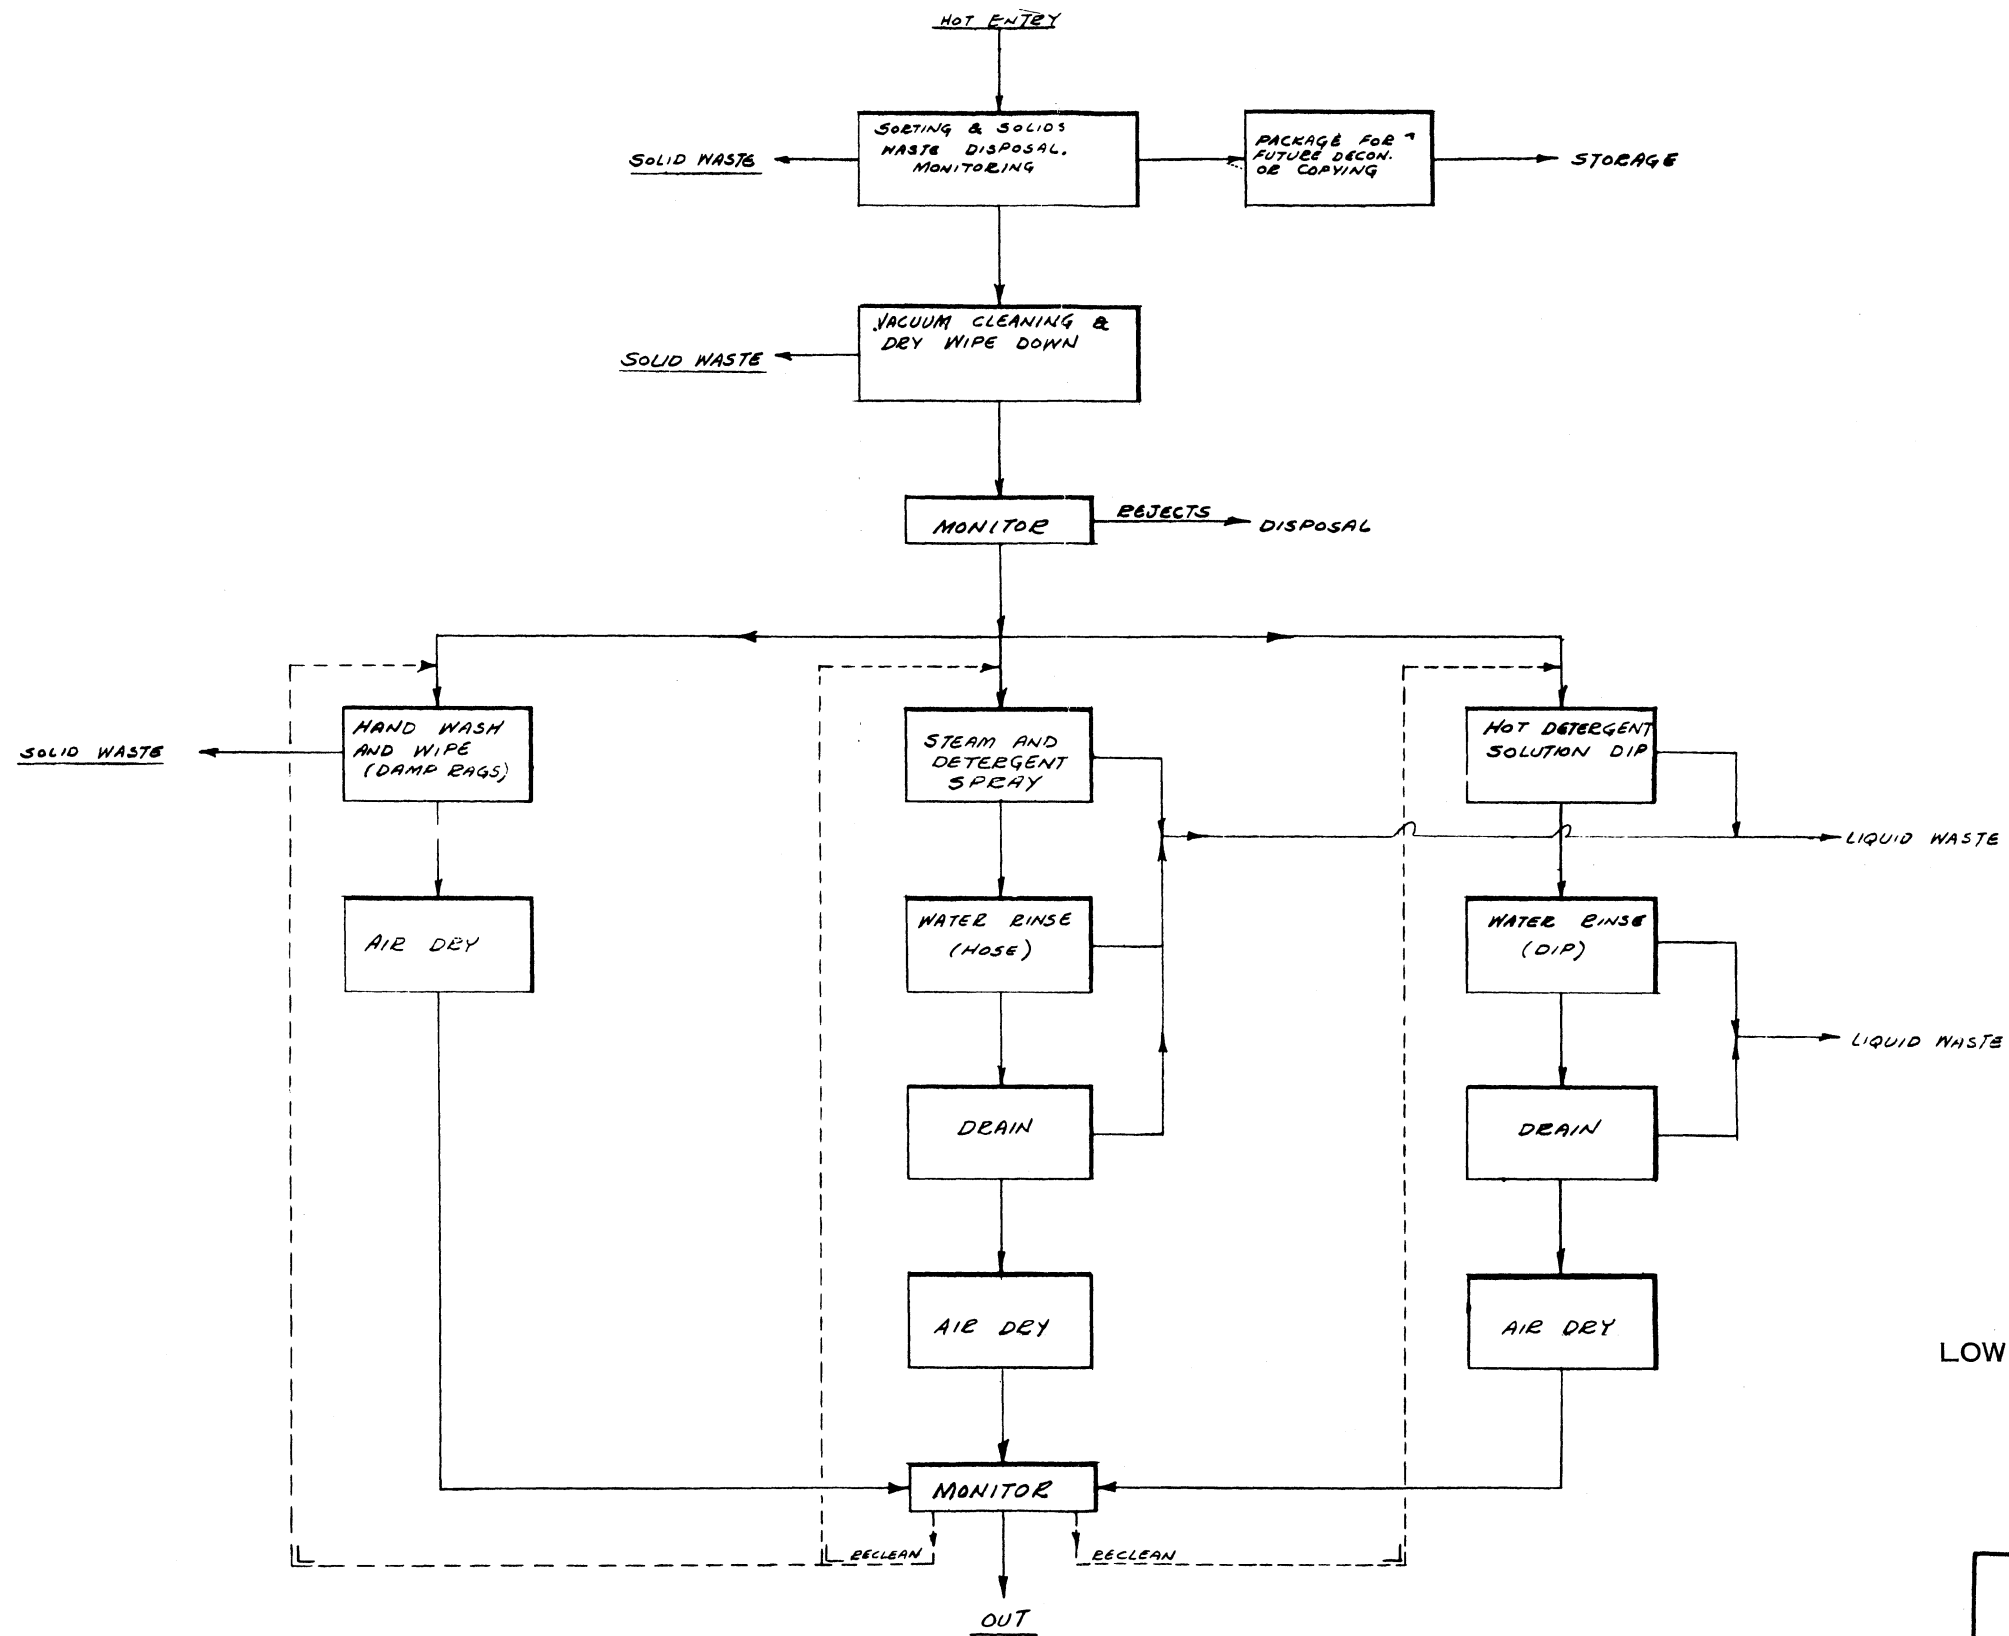 HOT ENTRY
SORTING & SOLIDS
WASTE DISPOSAL.
MONITORING
SOLID WASTE
PACKAGE FOR
FUTURE DECON.
OR COPYING
STORAGE
VACUUM CLEANING &
DRY WIPE DOWN
SOLID WASTE
MONITOR
REJECTS
DISPOSAL
HAND WASH
AND WIPE
(DAMP RAGS)
SOLID WASTE
STEAM AND
DETERGENT
SPRAY
HOT DETERGENT
SOLUTION DIP
LIQUID WASTE
AIR DRY
WATER RINSE
(HOSE)
WATER RINSE
(DIP)
LIQUID WASTE
DRAIN
DRAIN
AIR DRY
AIR DRY
LOW
MONITOR
RECLEAN
RECLEAN
OUT